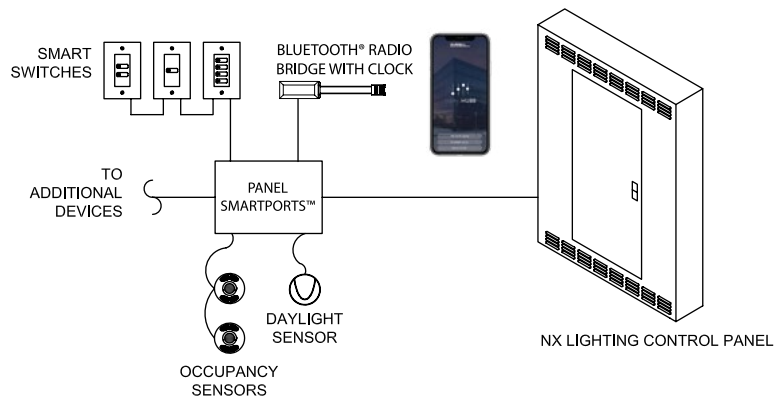 SMART
SWITCHES
BLUETOOTH® RADIO
BRIDGE WITH CLOCK
TO
ADDITIONAL
DEVICES
PANEL
SMARTPORTS™
DAYLIGHT
SENSOR
OCCUPANCY
SENSORS
NX LIGHTING CONTROL PANEL